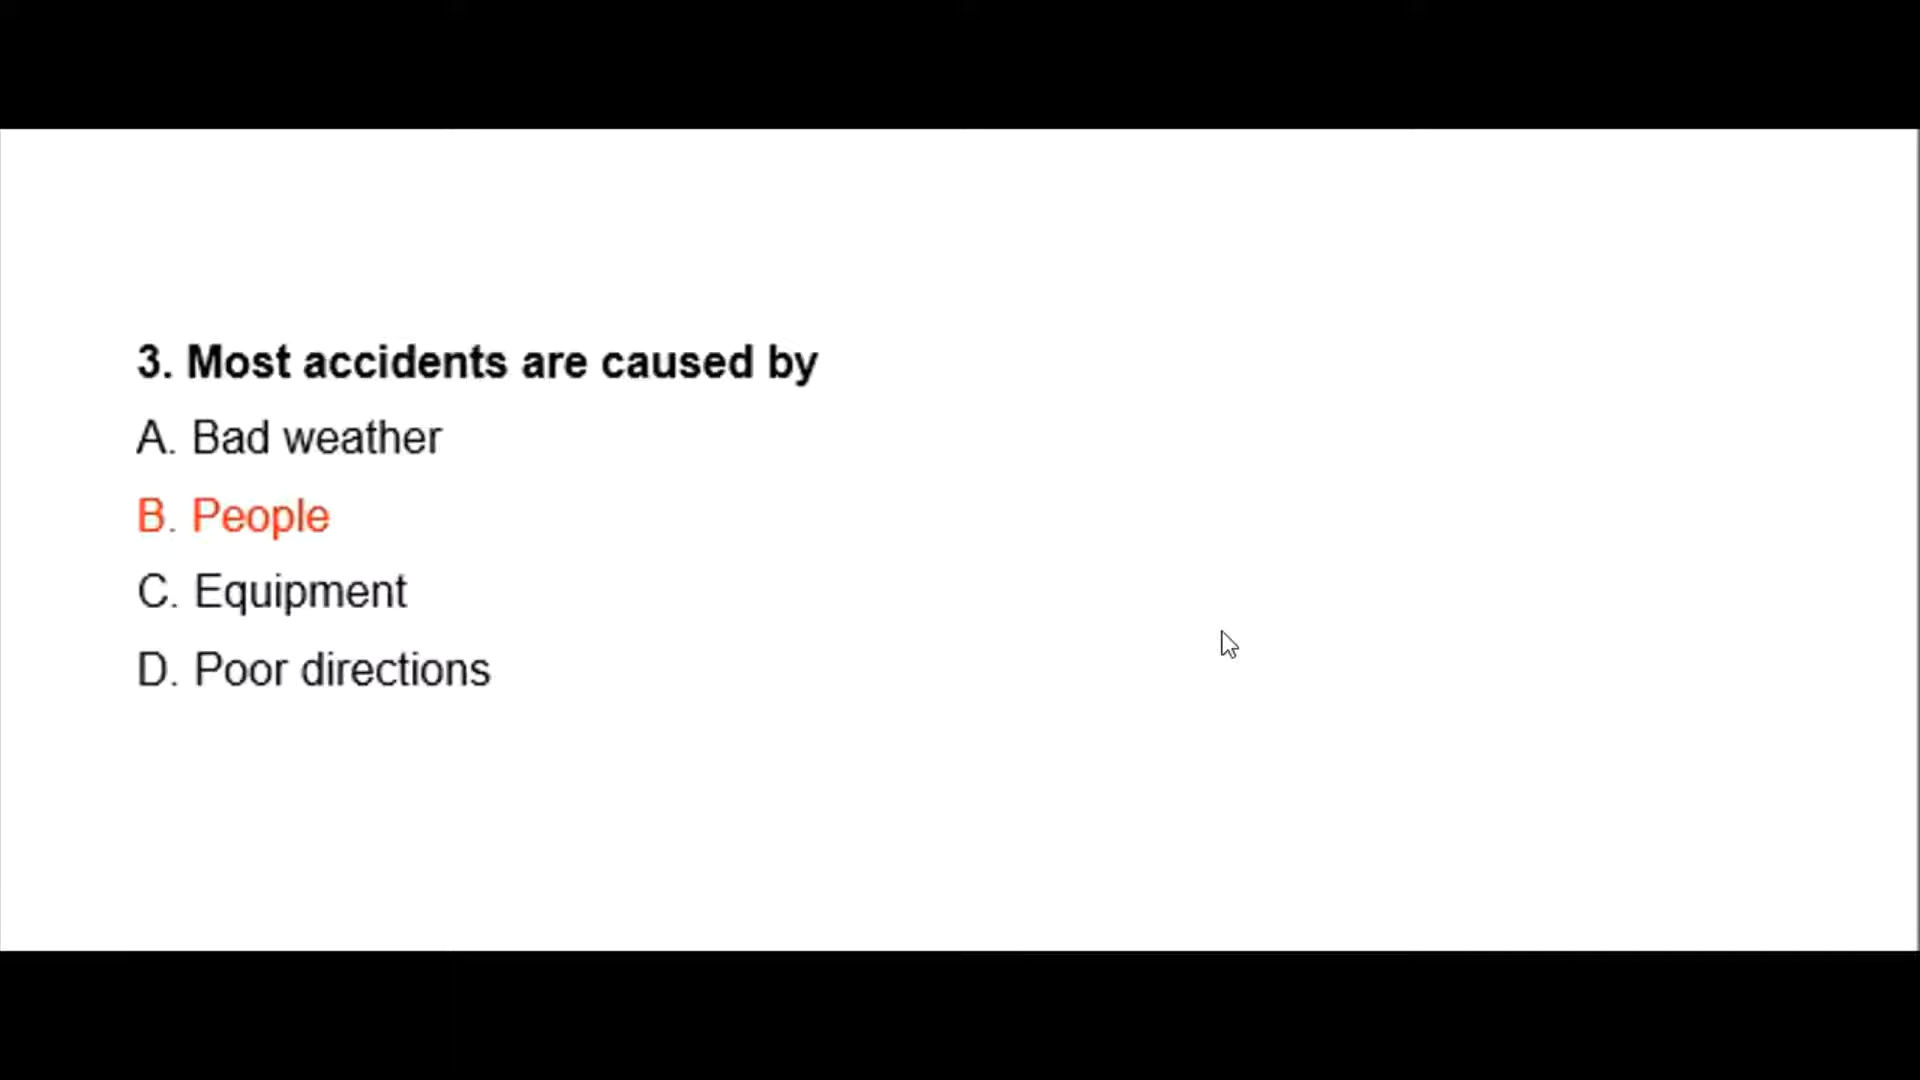 3. Most accidents are caused by
A. Bad weather
B. People
C. Equipment
D. Poor directions